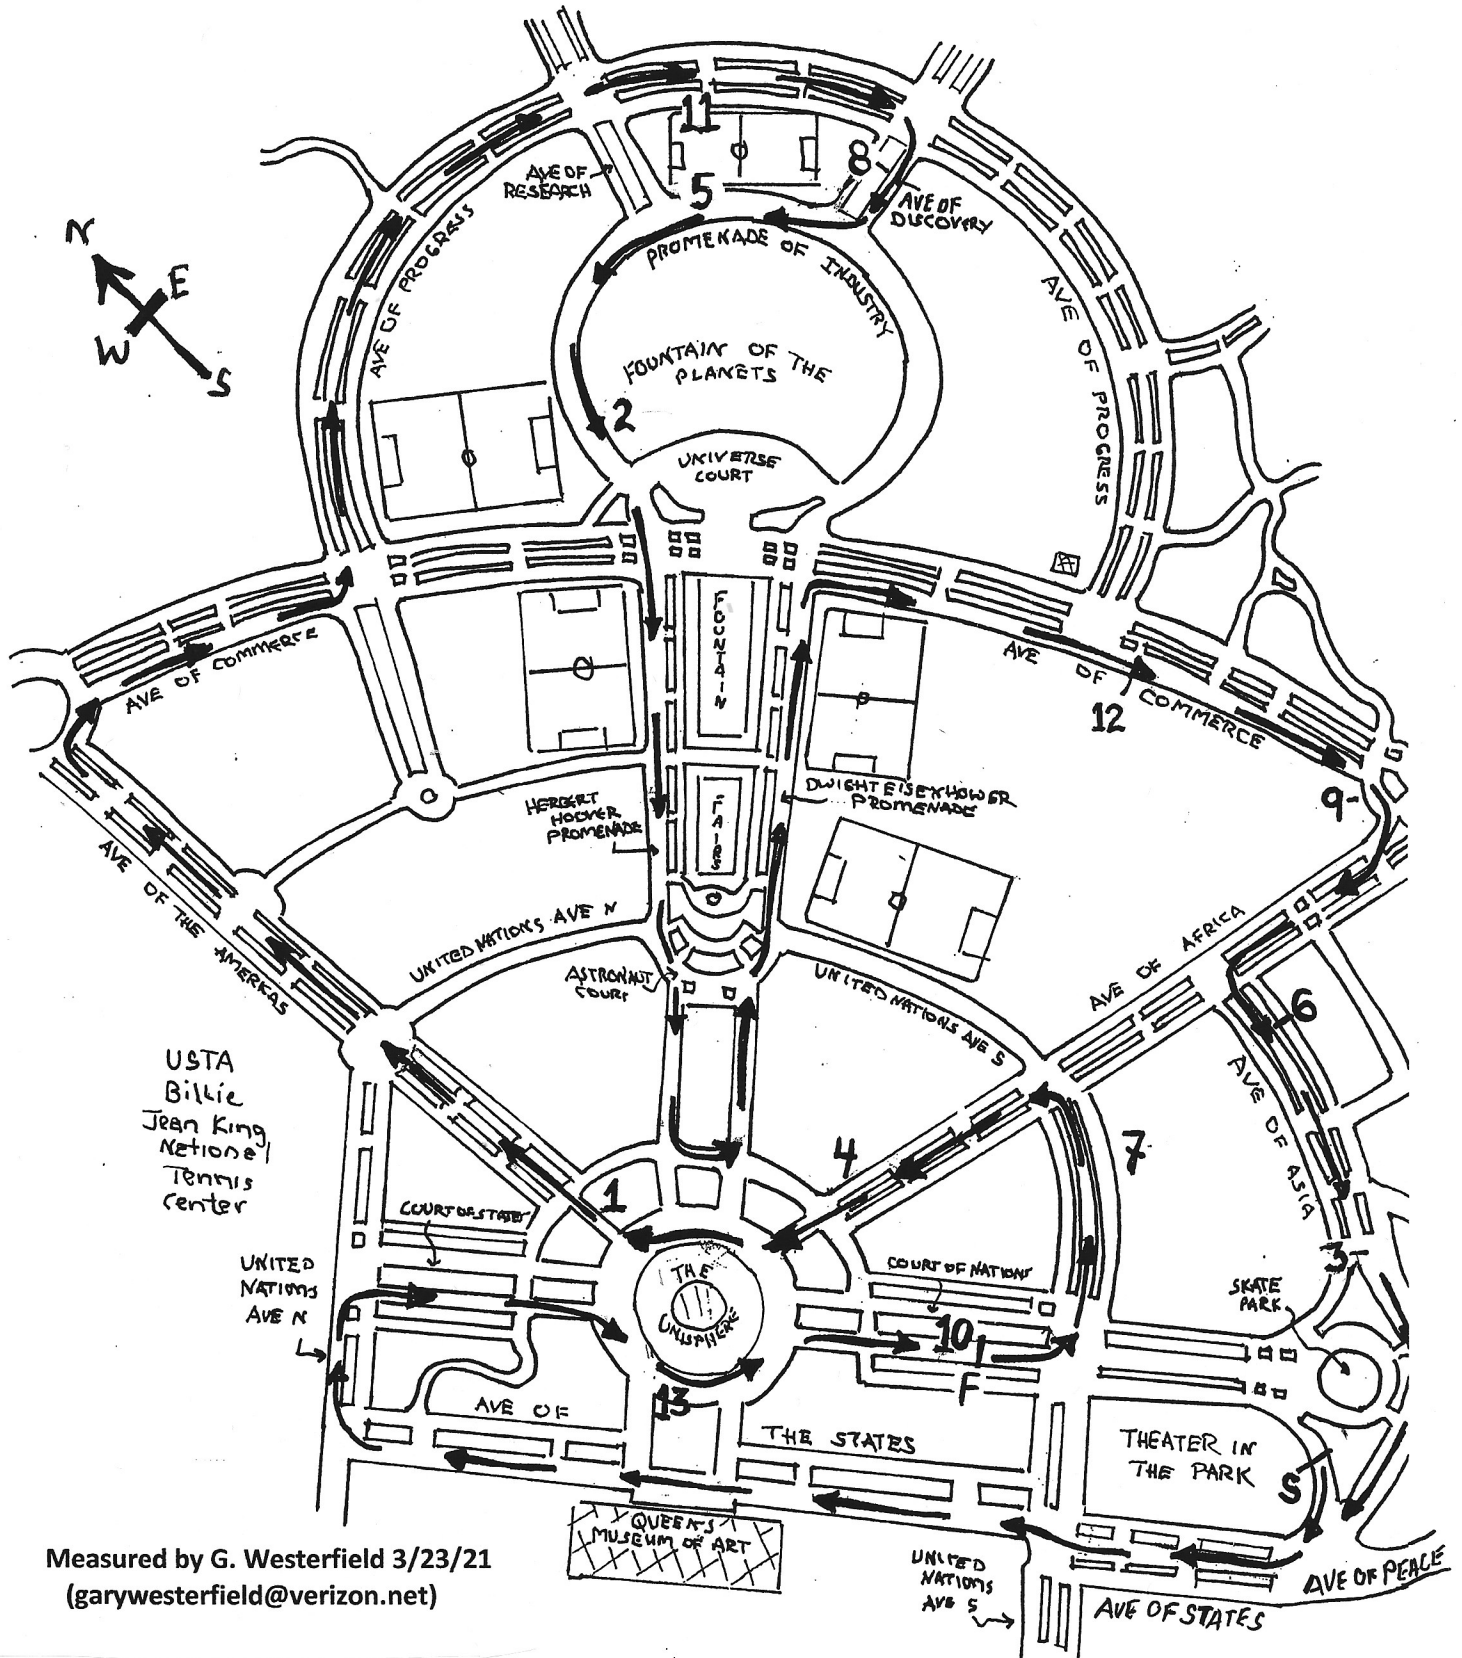 11
AVE OF
RESEARCH
8
5
AVE OF
DISCOVERY
N
E
W
S
AVE OF PROGRESS
PROMENADE OF INDUSTRY
AVE OF PROGRESS
FOUNTAIN OF THE
PLANETS
2
UNIVERSE
COURT
FOUNTAIN
AVE OF COMMERCE
AVE OF COMMERCE
12
FAIRS
HERBERT
HOOVER
PROMENADE
DWIGHT EISENHOWER
PROMENADE
9
AVE OF THE AMERICAS
UNITED NATIONS AVE N
ASTRONAUT
COURT
UNITED NATIONS AVE S
AVE OF AFRICA
6
AVE OF ASIA
USTA
Billie
Jean King
National
Tennis
Center
4
7
1
COURT OF STATES
COURT OF NATIONS
3
UNITED
NATIONS
AVE N
THE
UNISPHERE
SKATE
PARK
10
F
13
AVE OF
THE STATES
THEATER IN
THE PARK
S
QUEENS
MUSEUM OF ART
UNITED
NATIONS
AVE S
AVE OF PEACE
AVE OF STATES
Measured by G. Westerfield 3/23/21
(garywesterfield@verizon.net)